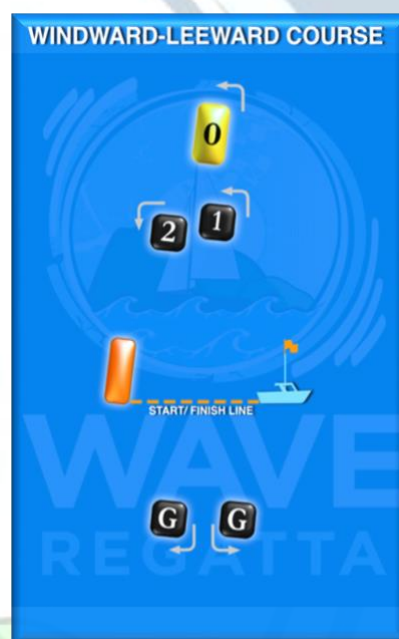 WINDWARD-LEEWARD COURSE
0
2 1
START/ FINISH LINE
WAVE
G G
REGATTA